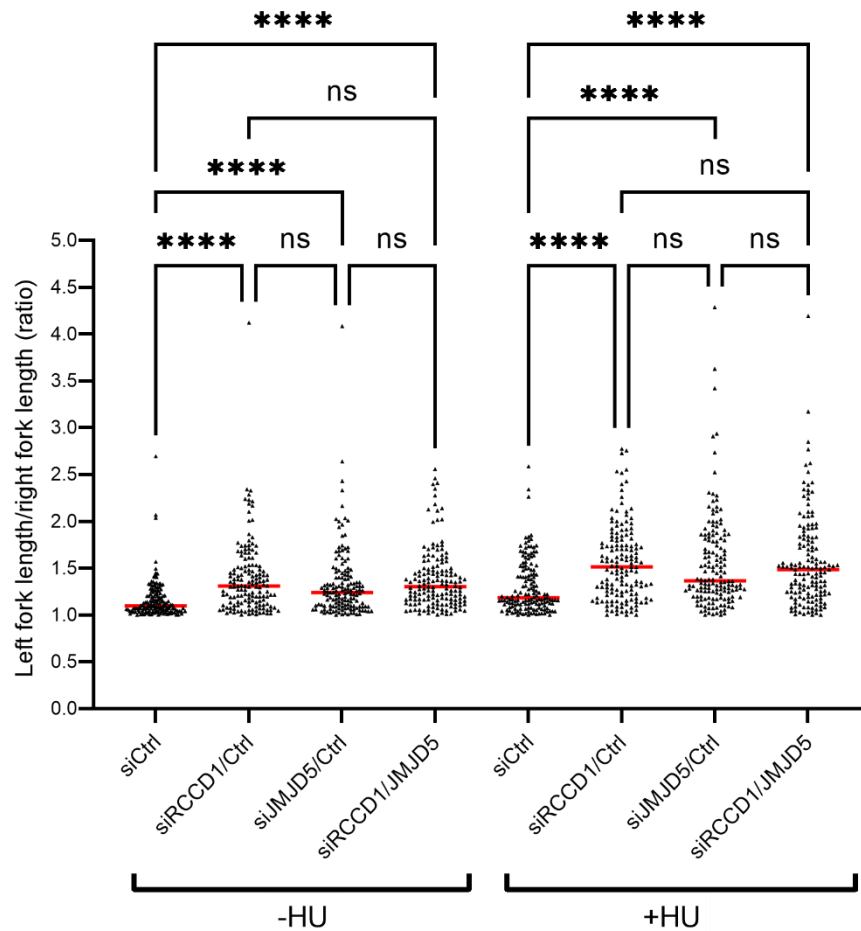 **** ****
ns ****
**** ns
**** ns ns **** ns ns
Left fork length/right fork length (ratio)
5.0
4.5
4.0
3.5
3.0
2.5
2.0
1.5
1.0
0.5
0.0
siCtrl
siRCCD1/Ctrl
siJMJD5/Ctrl
siRCCD1/JMJD5
siCtrl
siRCCD1/Ctrl
siJMJD5/Ctrl
siRCCD1/JMJD5
-HU
+HU